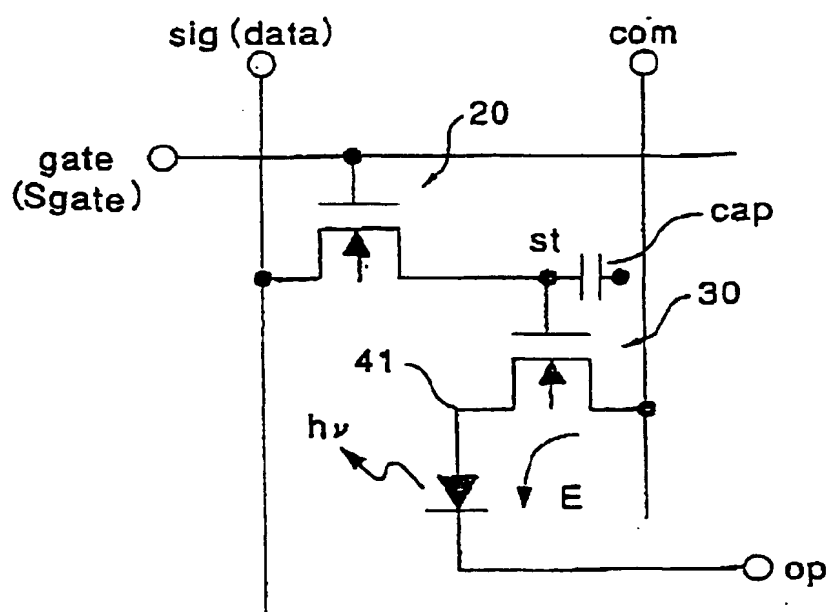 sig (data)
com
20
gate
(Sgate)
cap
st
30
41
hν
E
op